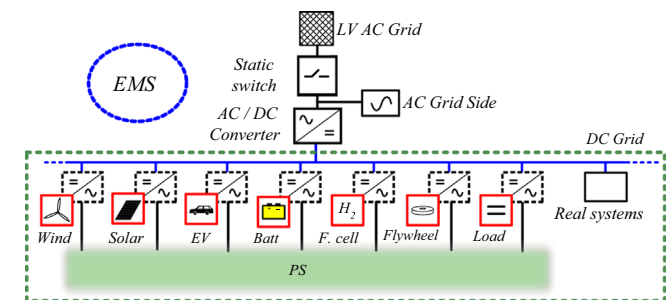 LV AC Grid
Static
switch
EMS
AC Grid Side
AC / DC
Converter
DC Grid
H2
Wind
Solar
EV
Batt
F. cell
Flywheel
Load
Real systems
PS